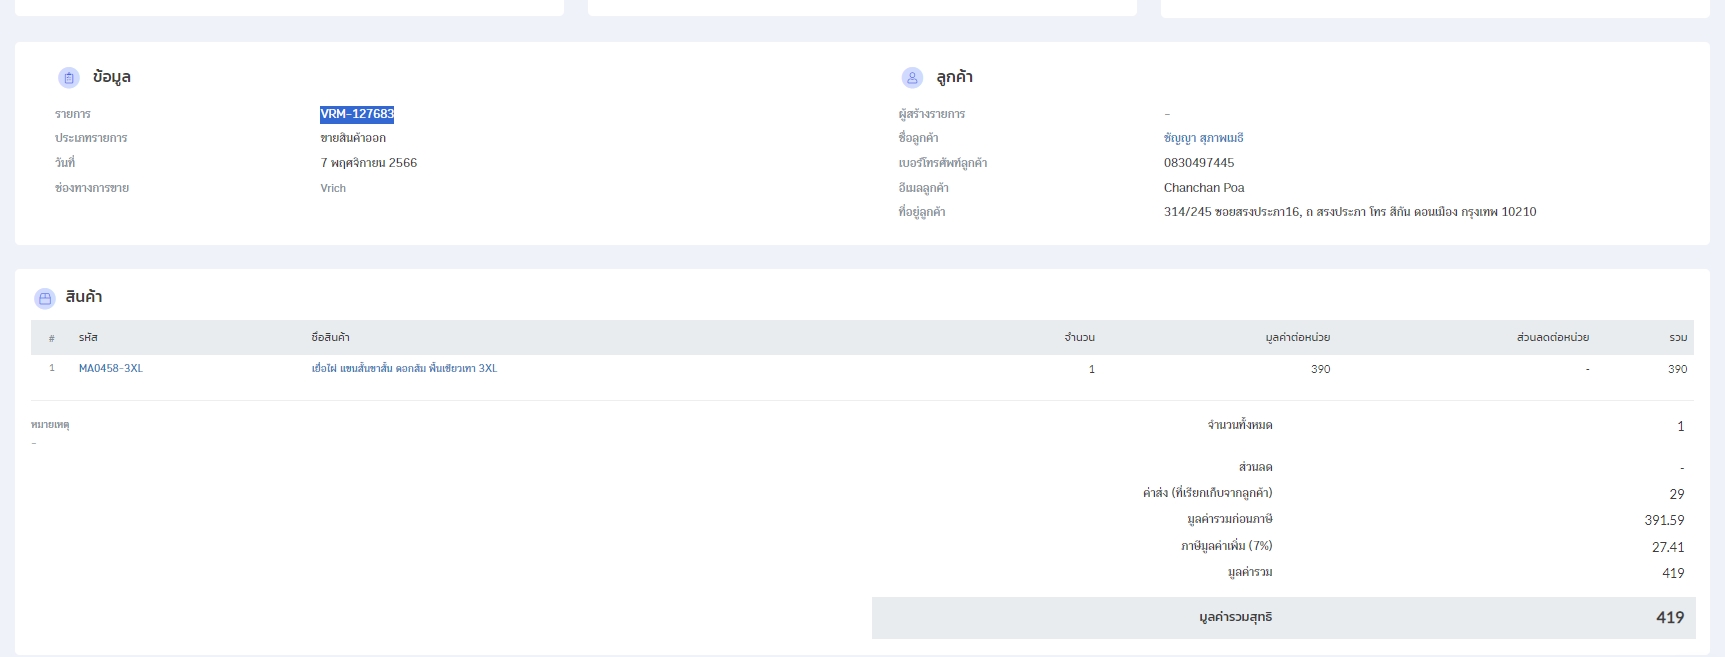 ข้อมูล
รายการ VRM-127683
ประเภทรายการ ขายสินค้าออก
วันที่ 7 พฤศจิกายน 2566
ช่องทางการขาย Vrich
ลูกค้า
ผู้สร้างรายการ -
ชื่อลูกค้า ชัญญา สุภาพเมธี
เบอร์โทรศัพท์ลูกค้า 0830497445
อีเมลลูกค้า Chanchan Poa
ที่อยู่ลูกค้า 314/245 ซอยสรงประภา16, ถ สรงประภา โทร สีกัน ดอนเมือง กรุงเทพ 10210
สินค้า
# รหัส ชื่อสินค้า จำนวน มูลค่าต่อหน่วย ส่วนลดต่อหน่วย รวม
1 MA0458-3XL เยื่อไผ่ แขนสั้นขาสั้น ดอกส้ม พื้นเขียวเทา 3XL 1 390 - 390
หมายเหตุ
-
จำนวนทั้งหมด 1
ส่วนลด -
ค่าส่ง (ที่เรียกเก็บจากลูกค้า) 29
มูลค่ารวมก่อนภาษี 391.59
ภาษีมูลค่าเพิ่ม (7%) 27.41
มูลค่ารวม 419
มูลค่ารวมสุทธิ 419